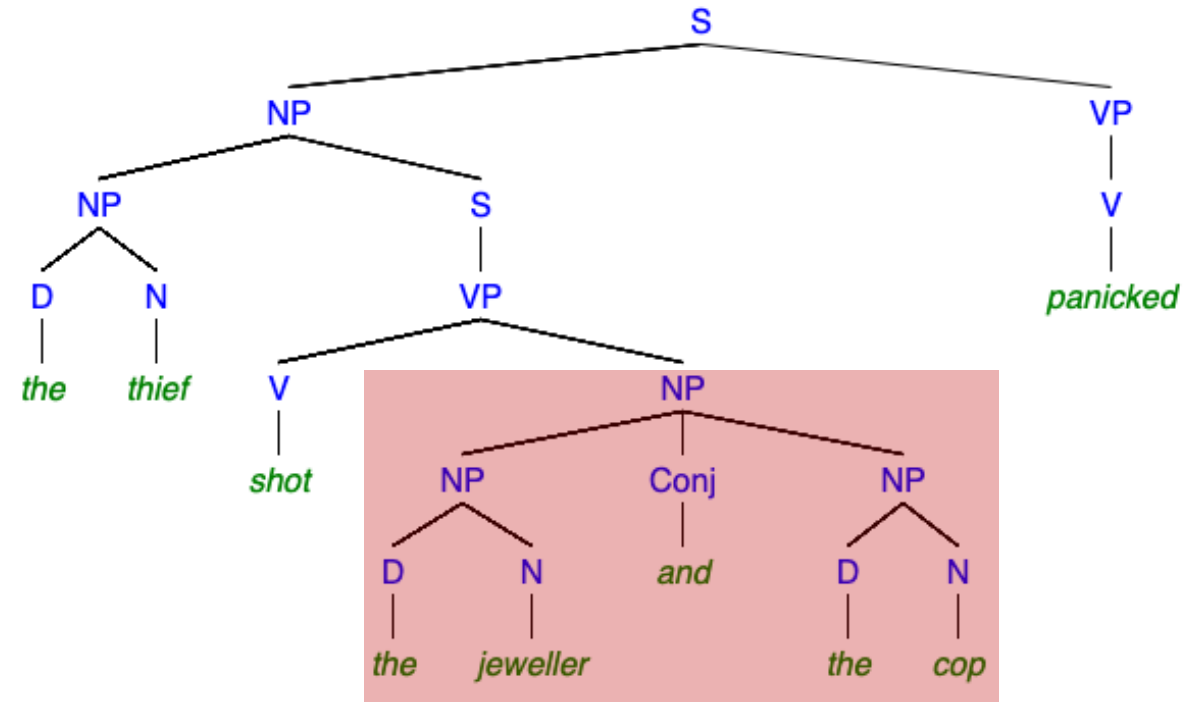 S
NP VP
NP S V
D N VP panicked
the thief V NP
shot NP Conj NP
D N and D N
the jeweller the cop